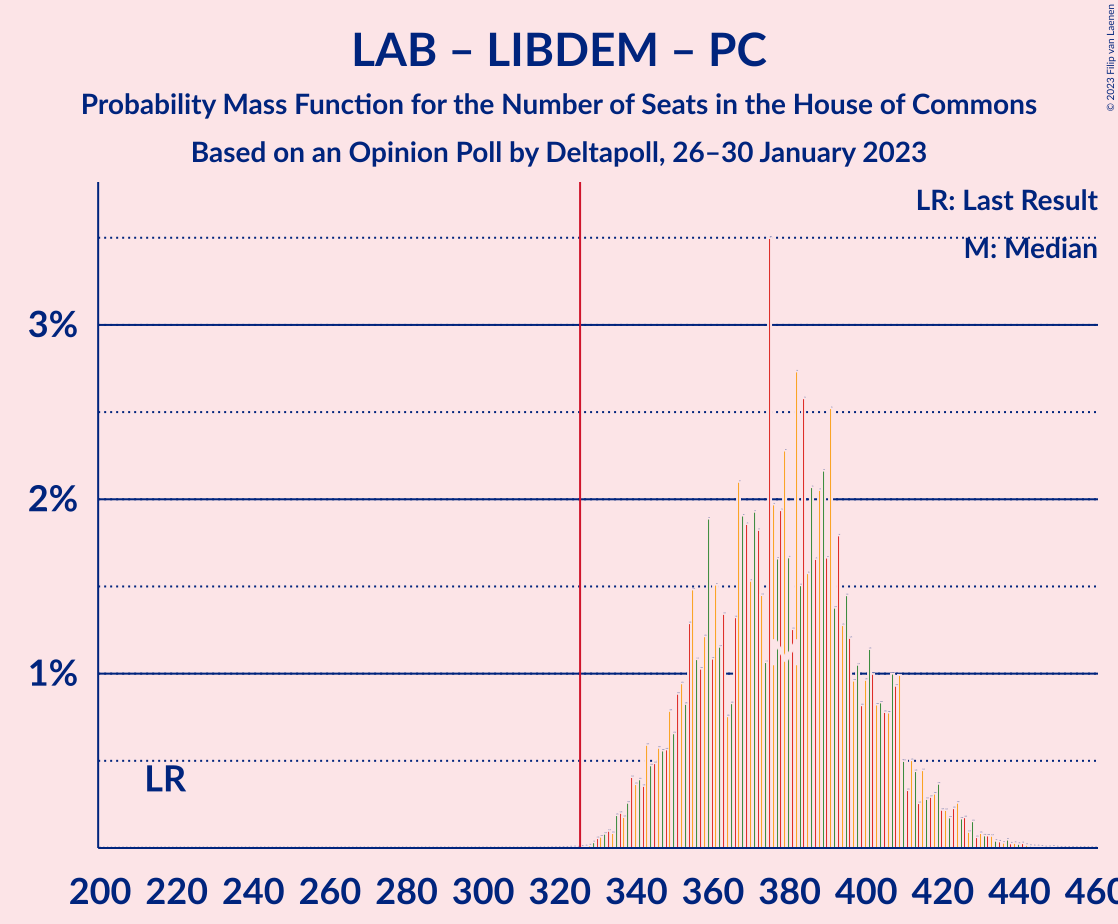 LAB – LIBDEM – PC
Probability Mass Function for the Number of Seats in the House of Commons
Based on an Opinion Poll by Deltapoll, 26–30 January 2023
© 2023 Filip van Laenen
LR: Last Result
M: Median
3%
2%
1%
LR
200 220 240 260 280 300 320 340 360 380 400 420 440 460